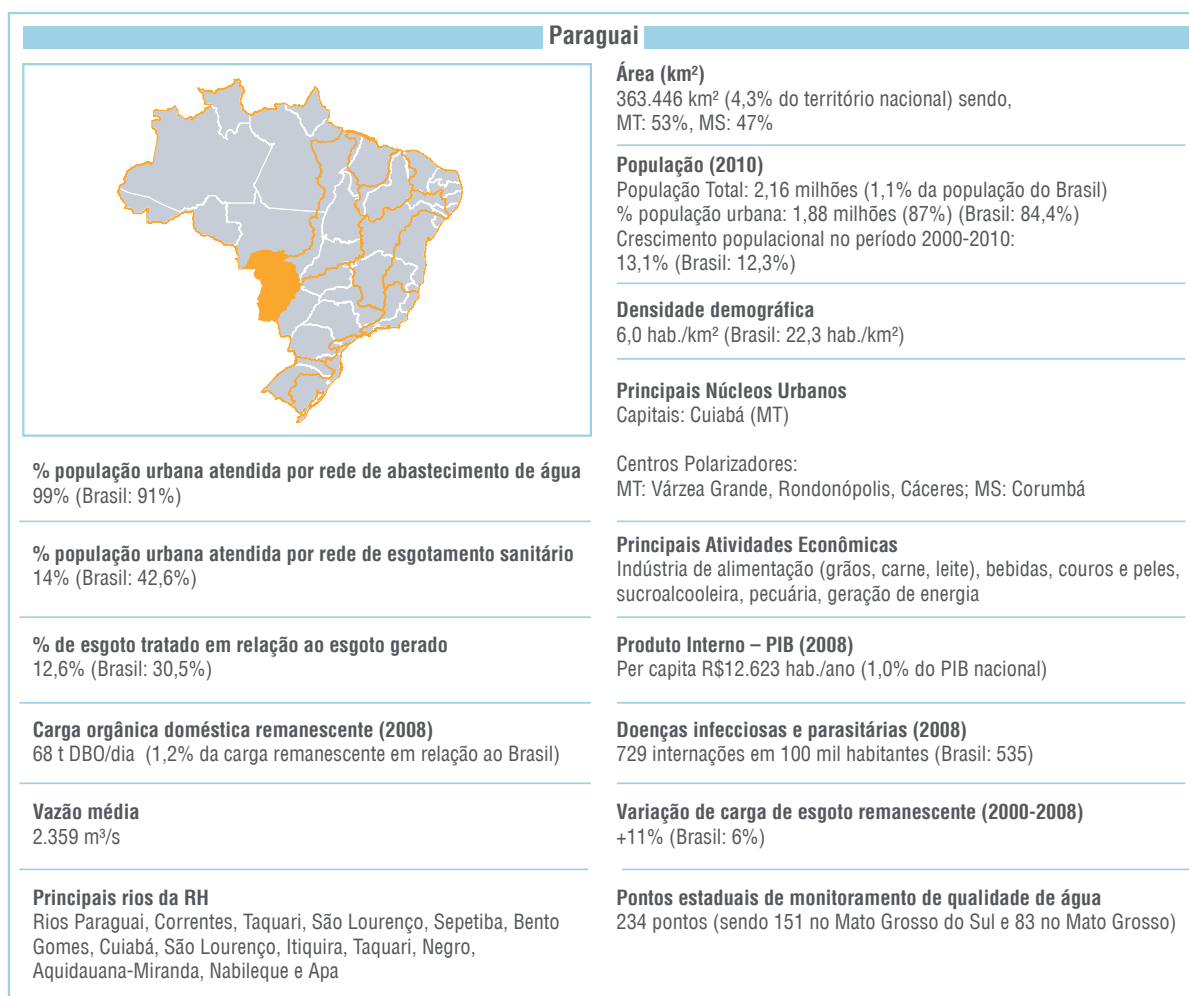 Paraguai
Área (km²)
363.446 km² (4,3% do território nacional) sendo,
MT: 53%, MS: 47%
População (2010)
População Total: 2,16 milhões (1,1% da população do Brasil)
% população urbana: 1,88 milhões (87%) (Brasil: 84,4%)
Crescimento populacional no período 2000-2010:
13,1% (Brasil: 12,3%)
Densidade demográfica
6,0 hab./km² (Brasil: 22,3 hab./km²)
Principais Núcleos Urbanos
Capitais: Cuiabá (MT)
Centros Polarizadores:
MT: Várzea Grande, Rondonópolis, Cáceres; MS: Corumbá
% população urbana atendida por rede de abastecimento de água
99% (Brasil: 91%)
% população urbana atendida por rede de esgotamento sanitário
14% (Brasil: 42,6%)
Principais Atividades Econômicas
Indústria de alimentação (grãos, carne, leite), bebidas, couros e peles,
sucroalcooleira, pecuária, geração de energia
% de esgoto tratado em relação ao esgoto gerado
12,6% (Brasil: 30,5%)
Produto Interno – PIB (2008)
Per capita R$12.623 hab./ano (1,0% do PIB nacional)
Carga orgânica doméstica remanescente (2008)
68 t DBO/dia (1,2% da carga remanescente em relação ao Brasil)
Doenças infecciosas e parasitárias (2008)
729 internações em 100 mil habitantes (Brasil: 535)
Vazão média
2.359 m³/s
Variação de carga de esgoto remanescente (2000-2008)
+11% (Brasil: 6%)
Principais rios da RH
Rios Paraguai, Correntes, Taquari, São Lourenço, Sepetiba, Bento
Gomes, Cuiabá, São Lourenço, Itiquira, Taquari, Negro,
Aquidauana-Miranda, Nabileque e Apa
Pontos estaduais de monitoramento de qualidade de água
234 pontos (sendo 151 no Mato Grosso do Sul e 83 no Mato Grosso)